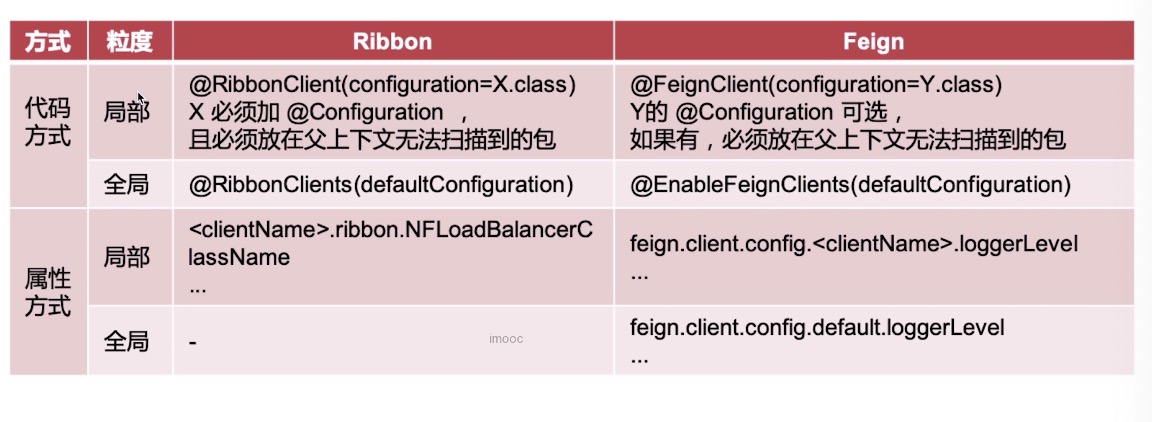 方式 粒度 Ribbon Feign
代码
方式
局部
@RibbonClient(configuration=X.class)
X 必须加 @Configuration ，
且必须放在父上下文无法扫描到的包
@FeignClient(configuration=Y.class)
Y的 @Configuration 可选，
如果有，必须放在父上下文无法扫描到的包
全局
@RibbonClients(defaultConfiguration)
@EnableFeignClients(defaultConfiguration)
属性
方式
局部
<clientName>.ribbon.NFLoadBalancerC
lassName
...
feign.client.config.<clientName>.loggerLevel
...
全局
-
imooc
feign.client.config.default.loggerLevel
...